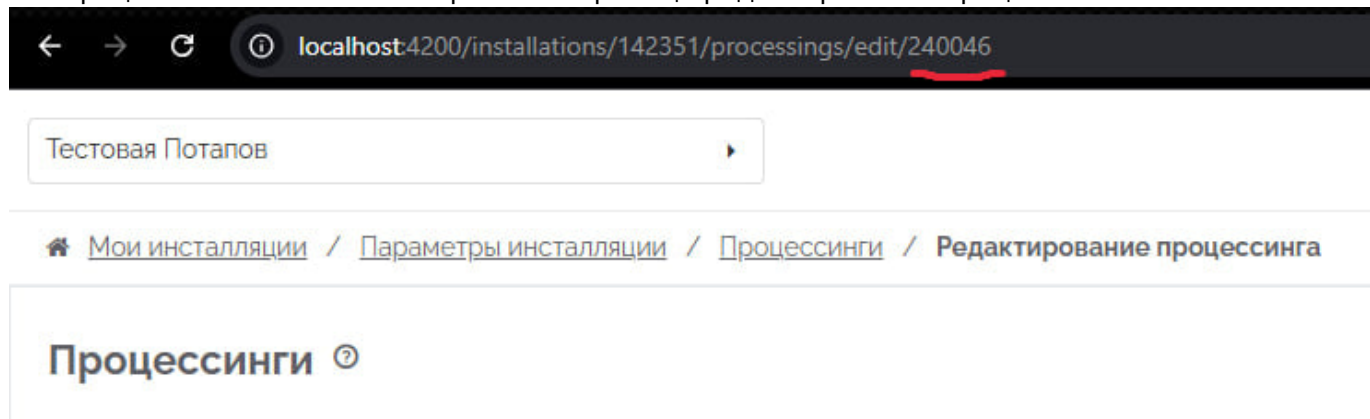 localhost:4200/installations/142351/processings/edit/240046
Тестовая Потапов
Мои инсталляции / Параметры инсталляции / Процессинги / Редактирование процессинга
Процессинги